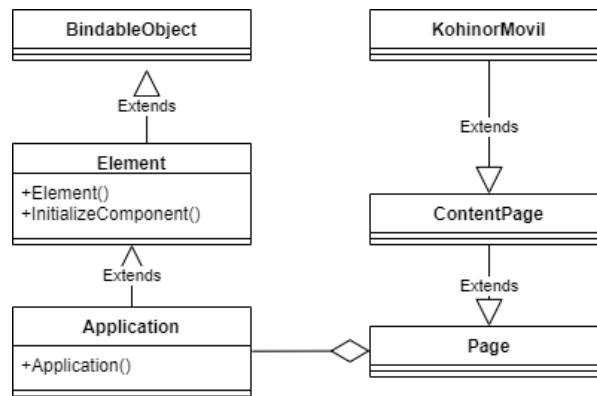 BindableObject
KohinorMovil
Extends
Extends
Element
+Element()
+InitializeComponent()
ContentPage
Extends
Extends
Application
+Application()
Page